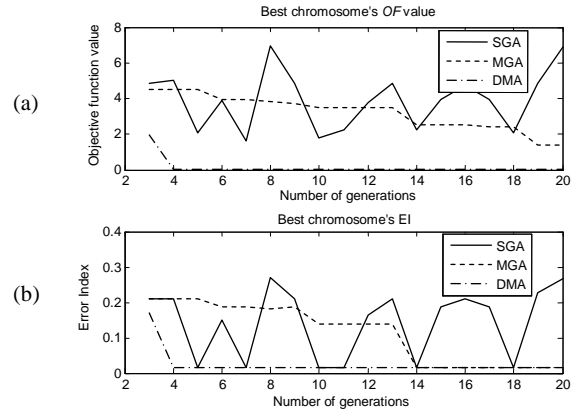 (a)
Best chromosome's OF value
Objective function value
8
6
4
2
0
SGA
MGA
DMA
2 4 6 8 10 12 14 16 18 20
Number of generations
(b)
Best chromosome's EI
Error Index
0.4
0.3
0.2
0.1
0
SGA
MGA
DMA
2 4 6 8 10 12 14 16 18 20
Number of generations